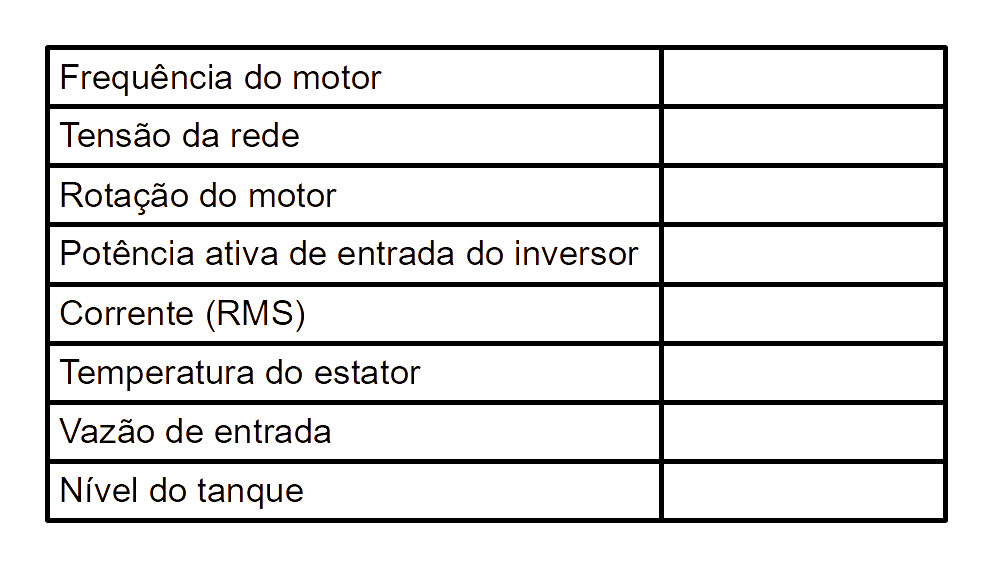 Frequência do motor
Tensão da rede
Rotação do motor
Potência ativa de entrada do inversor
Corrente (RMS)
Temperatura do estator
Vazão de entrada
Nível do tanque